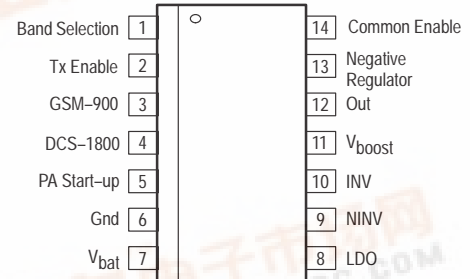 Band Selection 1
Tx Enable 2
GSM–900 3
DCS–1800 4
PA Start–up 5
Gnd 6
Vbat 7
14 Common Enable
13 Negative
Regulator
12 Out
11 Vboost
10 INV
9 NINV
8 LDO